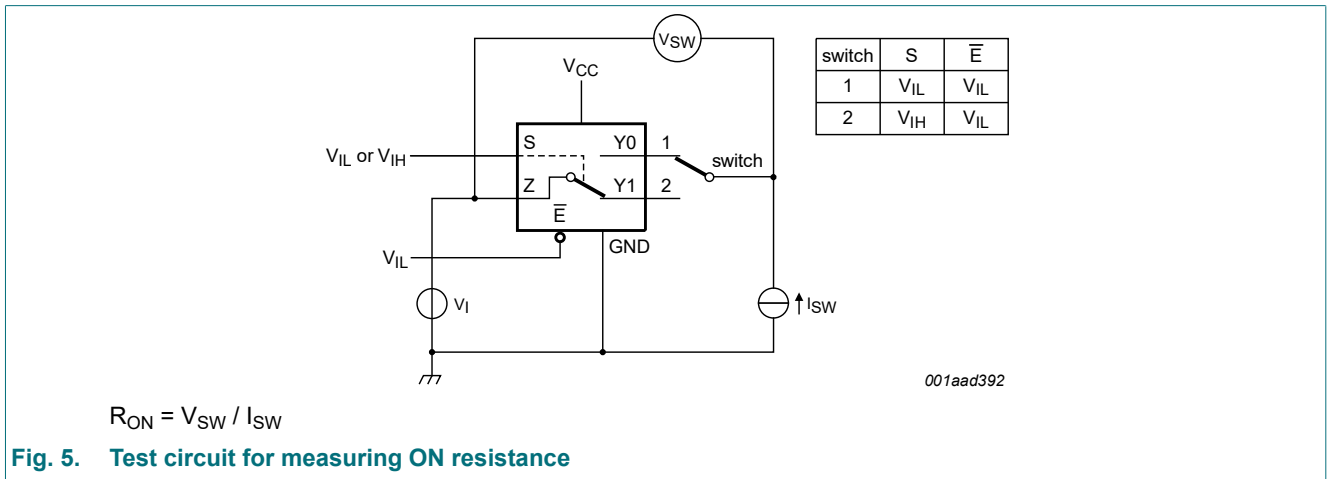 VSW
switch S E̅
1 VIL VIL
2 VIH VIL
VCC
S Y0 1
VIL or VIH
switch
Z Y1 2
E̅
GND
VIL
VI
ISW
001aad392
RON = VSW / ISW
Fig. 5. Test circuit for measuring ON resistance